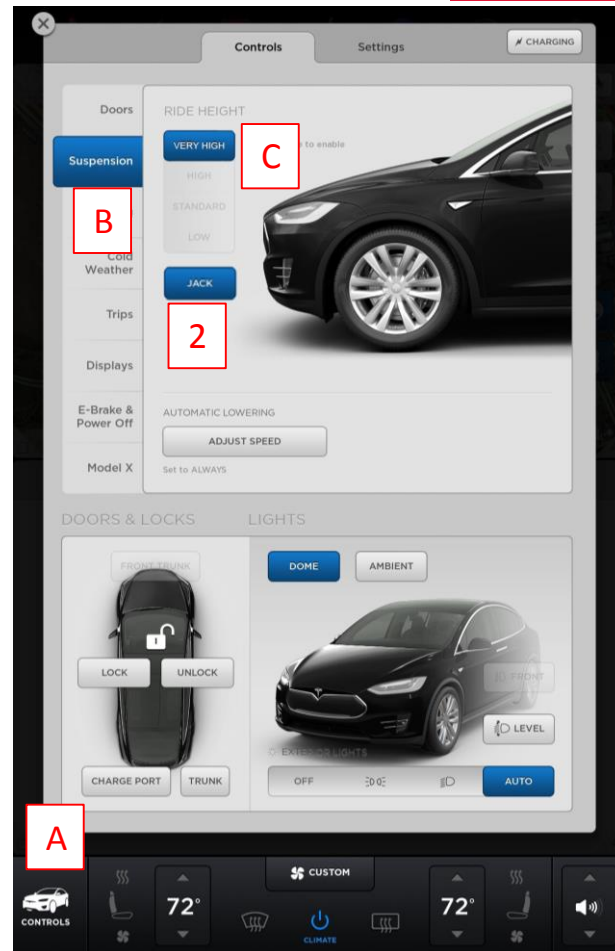 Controls
Settings
CHARGING
Doors
RIDE HEIGHT
VERY HIGH
C
to enable
Suspension
HIGH
B
STANDARD
LOW
Cold
Weather
JACK
2
Trips
Displays
E-Brake &
Power Off
AUTOMATIC LOWERING
ADJUST SPEED
Model X
Set to ALWAYS
DOORS & LOCKS
LIGHTS
FRONT TRUNK
DOME
AMBIENT
LOCK
UNLOCK
FRONT
LEVEL
EXTERIOR LIGHTS
CHARGE PORT
TRUNK
OFF
AUTO
A
CUSTOM
CONTROLS
72°
CLIMATE
72°